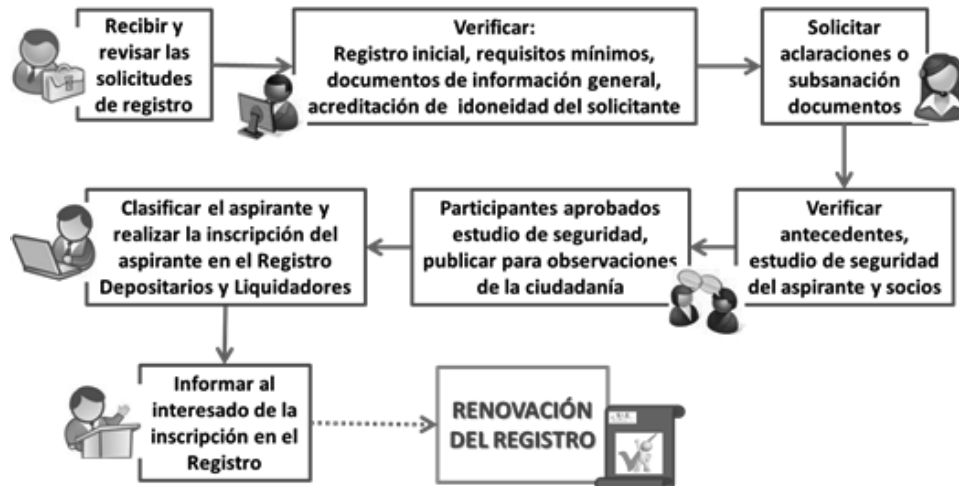 Recibir y
revisar las
solicitudes
de registro
Verificar:
Registro inicial, requisitos mínimos,
documentos de información general,
acreditación de idoneidad del solicitante
Solicitar
aclaraciones o
subsanación
documentos
Verificar
antecedentes,
estudio de seguridad
del aspirante y socios
Participantes aprobados
estudio de seguridad,
publicar para observaciones
de la ciudadanía
Clasificar el aspirante y
realizar la inscripción del
aspirante en el Registro
Depositarios y Liquidadores
Informar al
interesado de la
inscripción en el
Registro
RENOVACIÓN
DEL REGISTRO